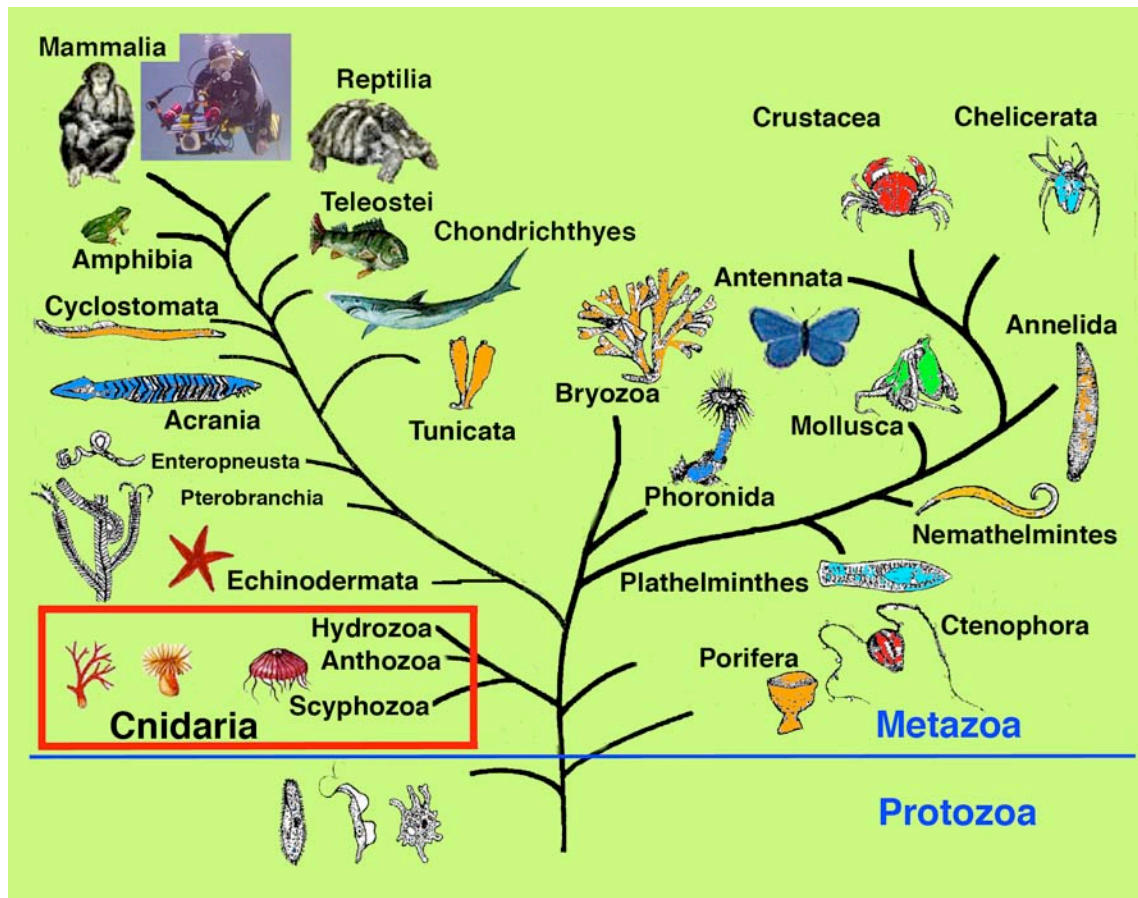 Mammalia
Reptilia
Crustacea
Chelicerata
Teleostei
Chondrichthyes
Amphibia
Antennata
Cyclostomata
Annelida
Bryozoa
Acrania
Tunicata
Mollusca
Enteropneusta
Pterobranchia
Phoronida
Nemathelmintes
Echinodermata
Plathelminthes
Hydrozoa
Ctenophora
Anthozoa
Porifera
Scyphozoa
Cnidaria
Metazoa
Protozoa